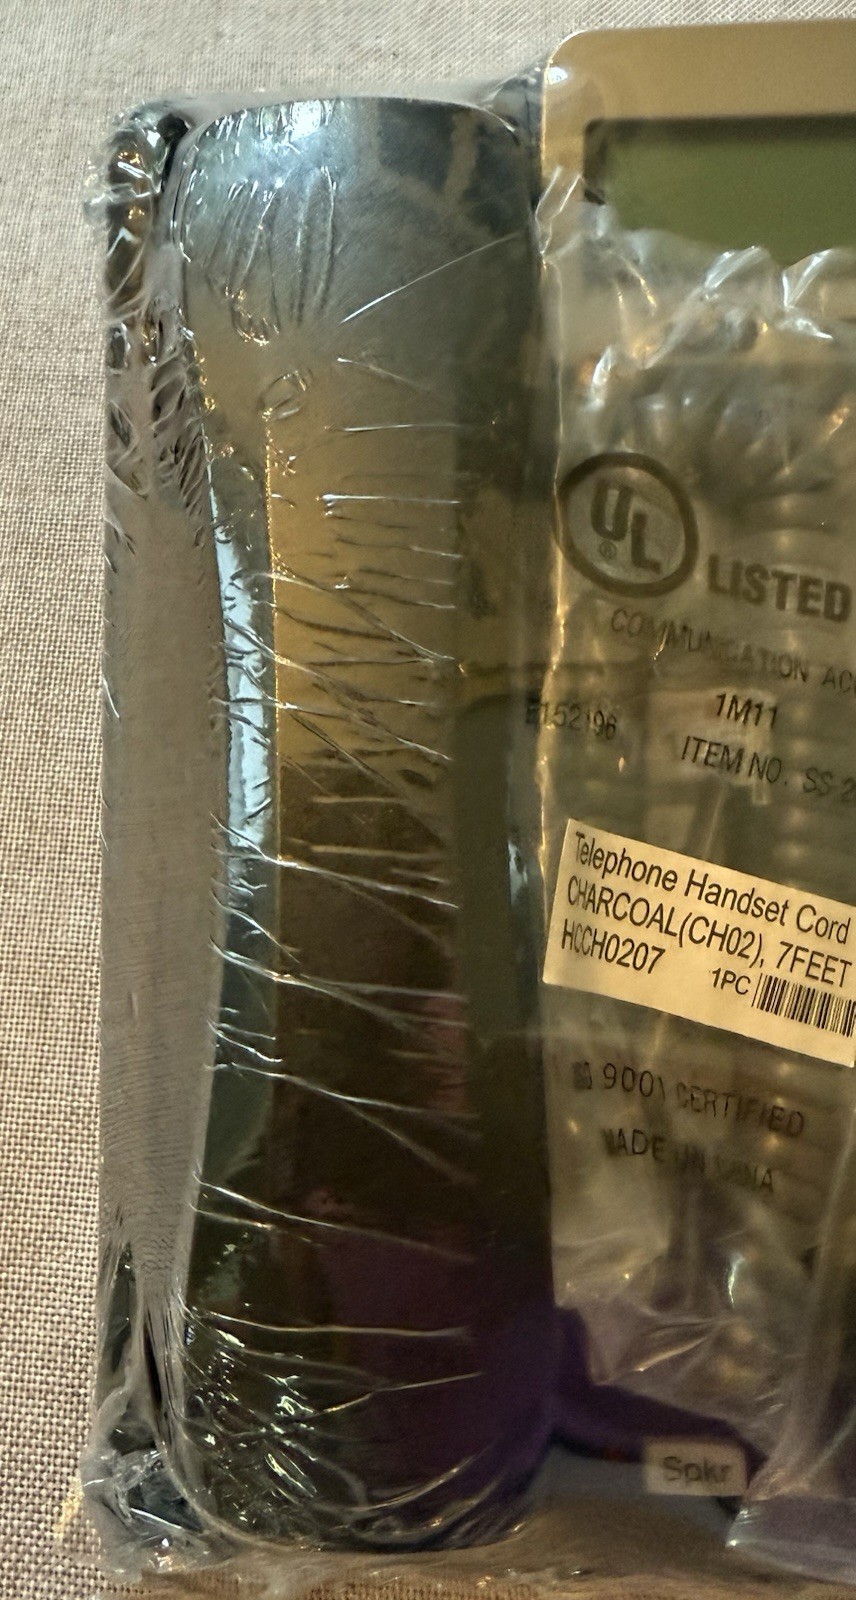 UL
®
LISTED
COMMUNICATION
E152196
1M11
ITEM NO.
Telephone Handset Cord
CHARCOAL(CH02), 7FEET
HCCH0207
1PC
9001 CERTIFIED
Spkr